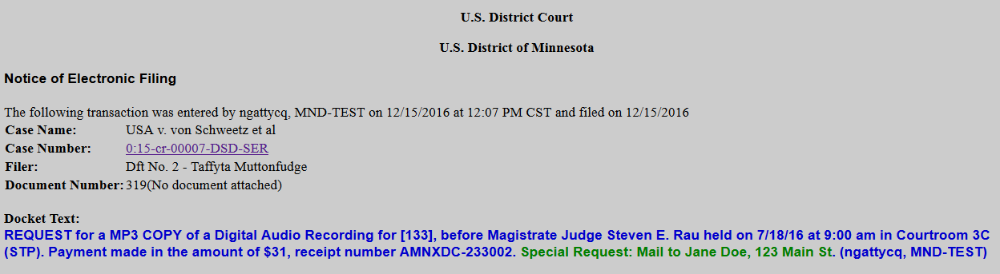 U.S. District Court
U.S. District of Minnesota
Notice of Electronic Filing
The following transaction was entered by ngattycq, MND-TEST on 12/15/2016 at 12:07 PM CST and filed on 12/15/2016
Case Name: USA v. von Schweetz et al
Case Number: 0:15-cr-00007-DSD-SER
Filer: Dft No. 2 - Taffyta Muttonfudge
Document Number: 319(No document attached)
Docket Text:
REQUEST for a MP3 COPY of a Digital Audio Recording for [133], before Magistrate Judge Steven E. Rau held on 7/18/16 at 9:00 am in Courtroom 3C
(STP). Payment made in the amount of $31, receipt number AMNXDC-233002. Special Request: Mail to Jane Doe, 123 Main St. (ngattycq, MND-TEST)